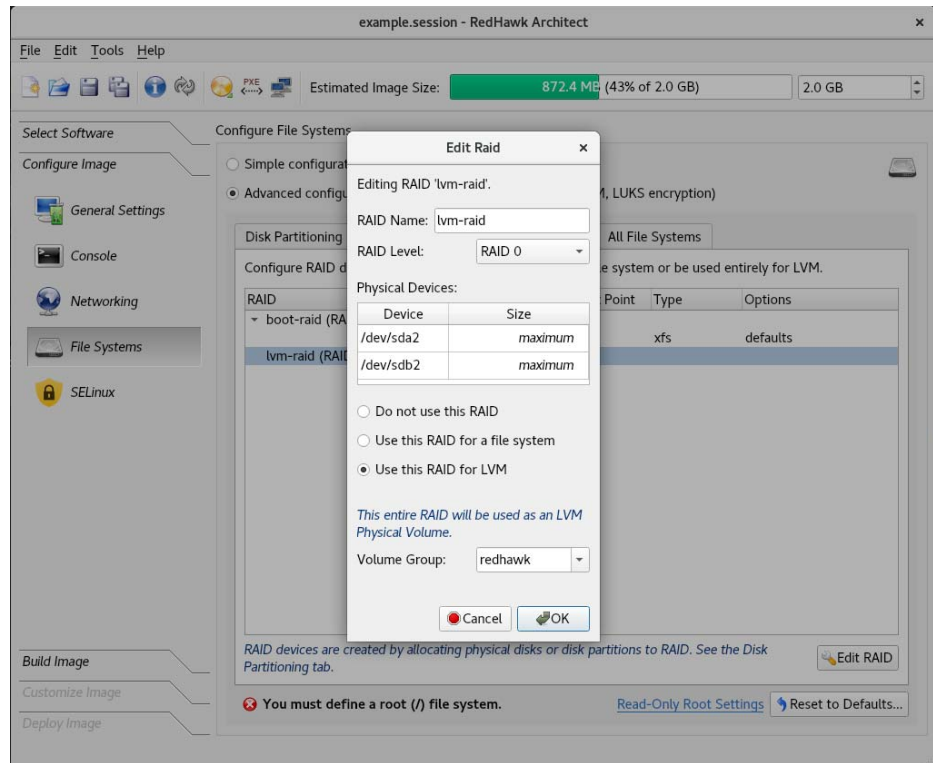 example.session - RedHawk Architect
File Edit Tools Help
PXE
Estimated Image Size: 872.4 MB (43% of 2.0 GB) 2.0 GB
Select Software
Configure Image
General Settings
Console
Networking
File Systems
SELinux
Build Image
Customize Image
Deploy Image
Configure File Systems
Simple configurat
Advanced configu , LUKS encryption)
Disk Partitioning All File Systems
Configure RAID d e system or be used entirely for LVM.
RAID Point Type Options
boot-raid (RA
xfs defaults
lvm-raid (RAID
Edit Raid
Editing RAID 'lvm-raid'.
RAID Name: lvm-raid
RAID Level: RAID 0
Physical Devices:
Device Size
/dev/sda2 maximum
/dev/sdb2 maximum
Do not use this RAID
Use this RAID for a file system
Use this RAID for LVM
This entire RAID will be used as an LVM
Physical Volume.
Volume Group: redhawk
Cancel OK
RAID devices are created by allocating physical disks or disk partitions to RAID. See the Disk
Partitioning tab.
Edit RAID
You must define a root (/) file system. Read-Only Root Settings Reset to Defaults...